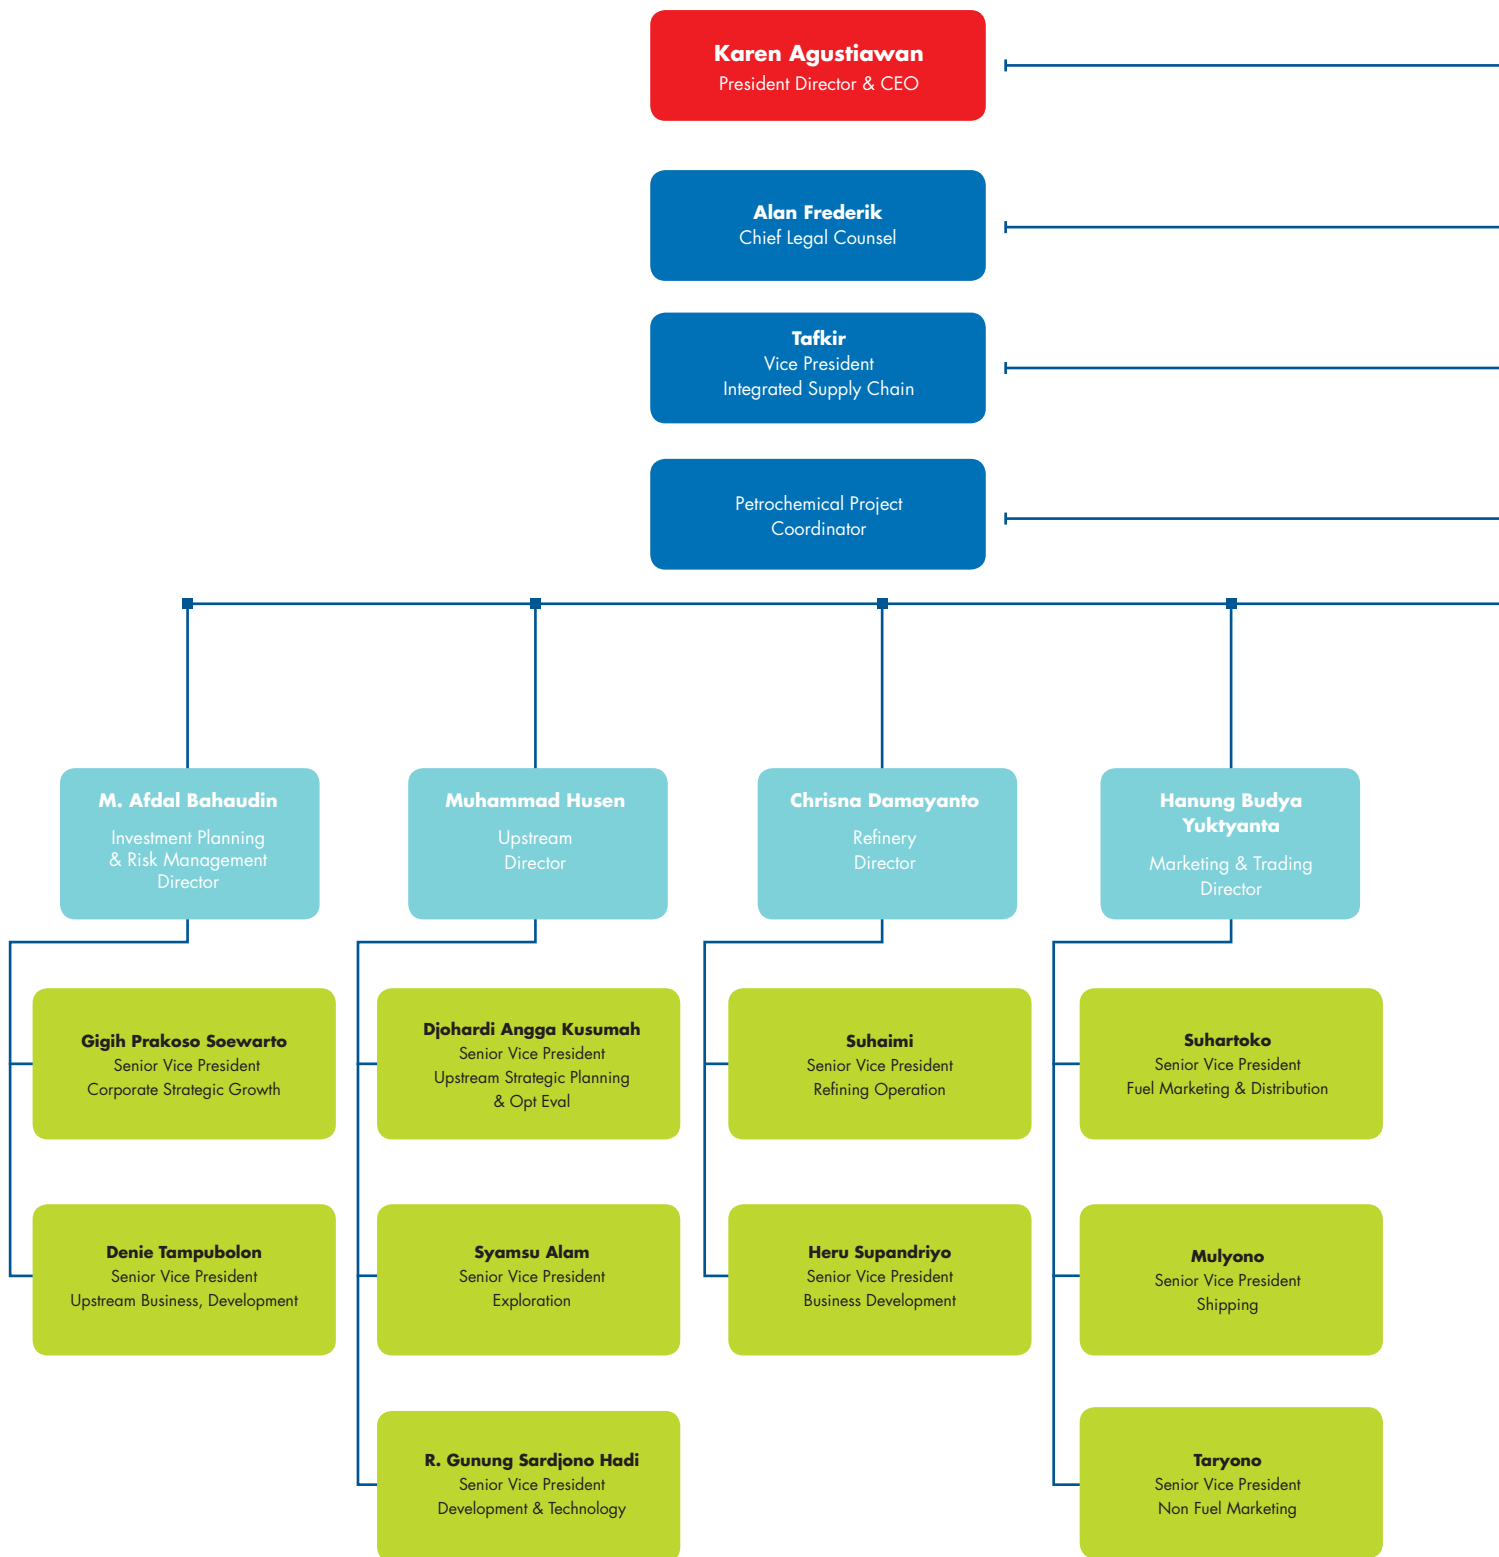 Karen Agustiawan
President Director & CEO
Alan Frederik
Chief Legal Counsel
Tafkir
Vice President
Integrated Supply Chain
Petrochemical Project
Coordinator
M. Afdal Bahaudin
Investment Planning
& Risk Management
Director
Muhammad Husen
Upstream
Director
Chrisna Damayanto
Refinery
Director
Hanung Budya
Yuktyanta
Marketing & Trading
Director
Gigih Prakoso Soewarto
Senior Vice President
Corporate Strategic Growth
Djohardi Angga Kusumah
Senior Vice President
Upstream Strategic Planning
& Opt Eval
Suhaimi
Senior Vice President
Refining Operation
Suhartoko
Senior Vice President
Fuel Marketing & Distribution
Denie Tampubolon
Senior Vice President
Upstream Business, Development
Syamsu Alam
Senior Vice President
Exploration
Heru Supandriyo
Senior Vice President
Business Development
Mulyono
Senior Vice President
Shipping
R. Gunung Sardjono Hadi
Senior Vice President
Development & Technology
Taryono
Senior Vice President
Non Fuel Marketing